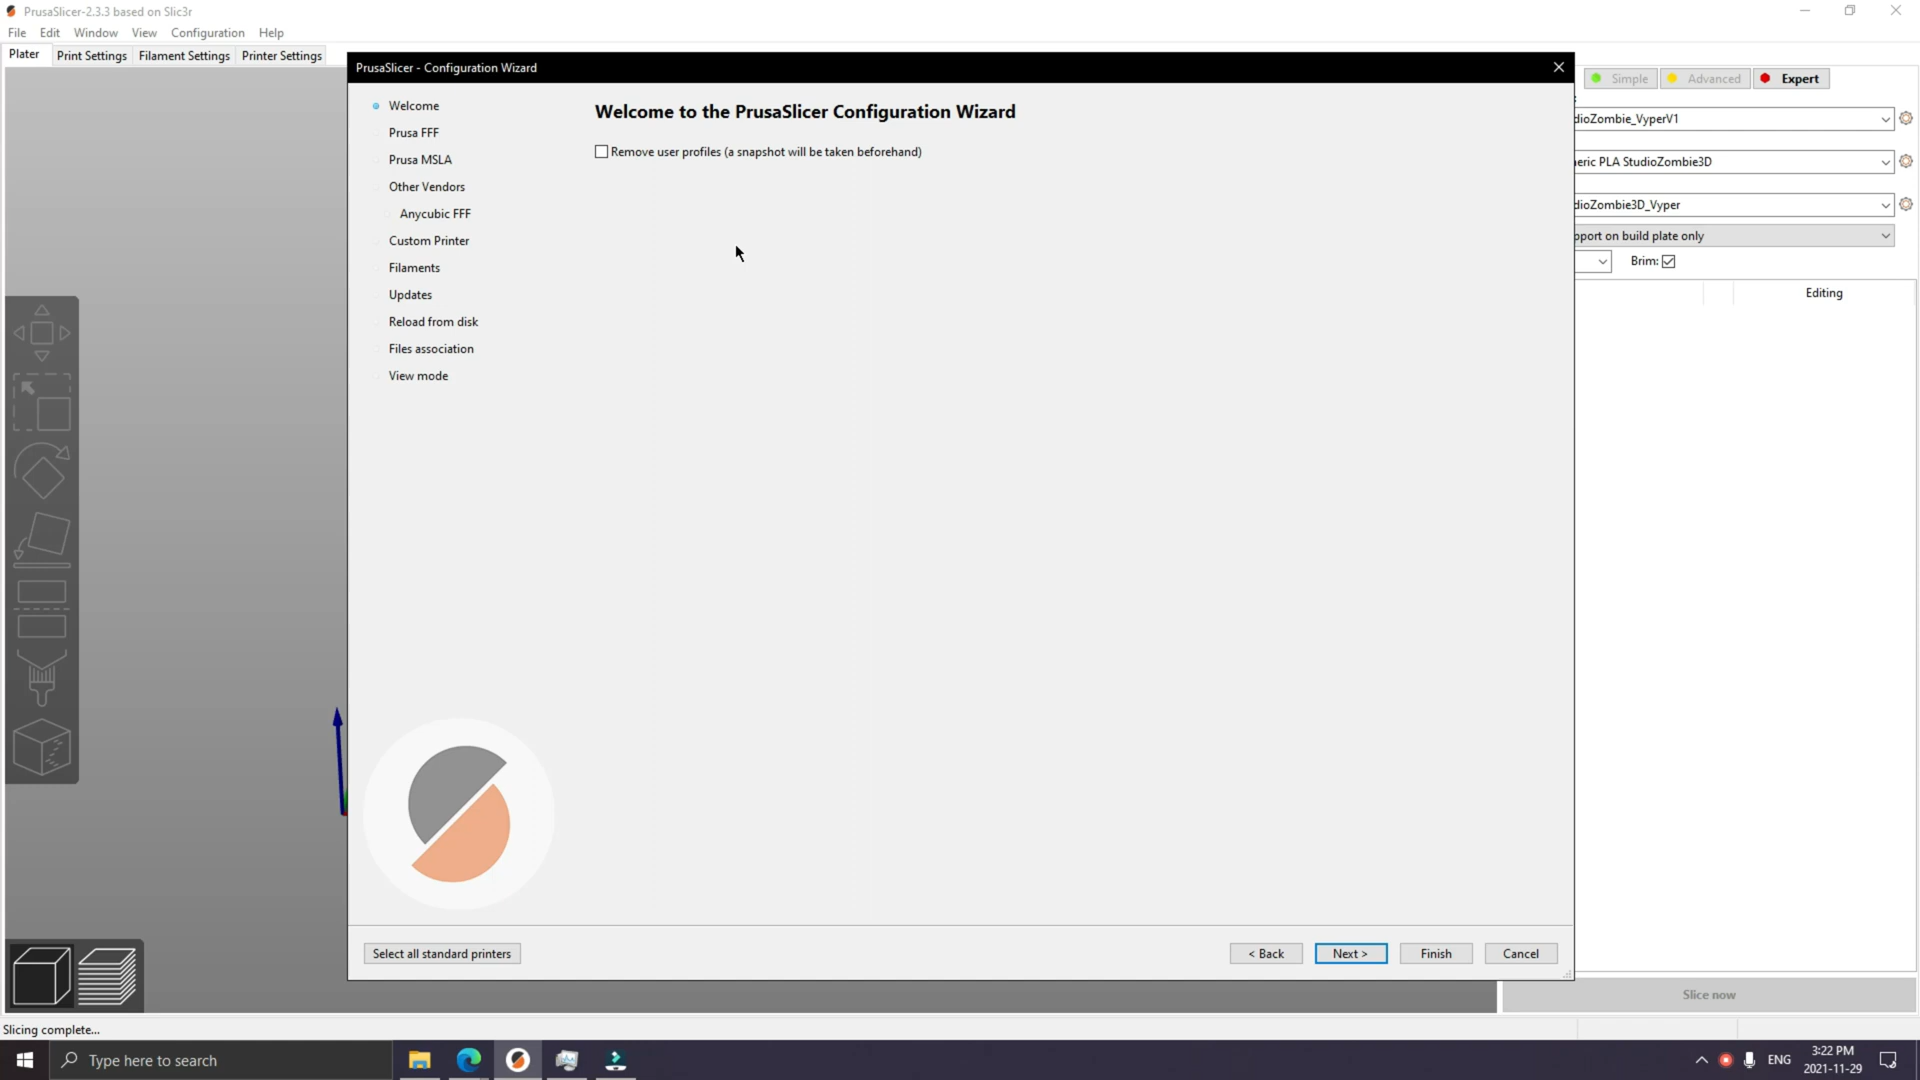 PrusaSlicer-2.3.3 based on Slic3r
File Edit Window View Configuration Help
Plater Print Settings Filament Settings Printer Settings
PrusaSlicer - Configuration Wizard
Welcome
Prusa FFF
Prusa MSLA
Other Vendors
Anycubic FFF
Custom Printer
Filaments
Updates
Reload from disk
Files association
View mode
Welcome to the PrusaSlicer Configuration Wizard
Remove user profiles (a snapshot will be taken beforehand)
Simple Advanced Expert
dioZombie_VyperV1
eric PLA StudioZombie3D
dioZombie3D_Vyper
pport on build plate only
Brim:
Editing
Select all standard printers
< Back Next > Finish Cancel
Slice now
Slicing complete...
Type here to search
ENG
3:22 PM
2021-11-29